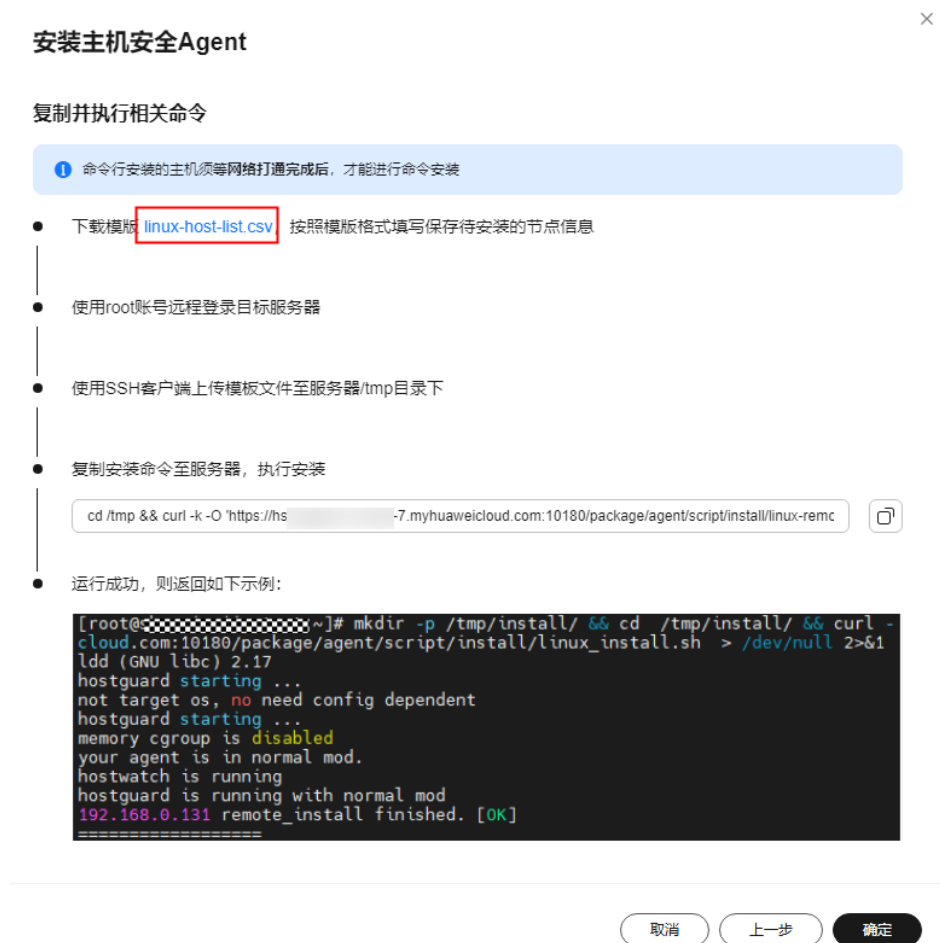 安装主机安全Agent
复制并执行相关命令
命令行安装的主机须等网络打通完成后，才能进行命令安装
下载模版 linux-host-list.csv，按照模版格式填写保存待安装的节点信息
使用root账号远程登录目标服务器
使用SSH客户端上传模板文件至服务器/tmp目录下
复制安装命令至服务器，执行安装
cd /tmp && curl -k -O 'https://hs -7.myhuaweicloud.com:10180/package/agent/script/install/linux-remo
运行成功，则返回如下示例：
[root@ ~]# mkdir -p /tmp/install/ && cd  /tmp/install/ && curl -
cloud.com:10180/package/agent/script/install/linux_install.sh  > /dev/null 2>&1
ldd (GNU libc) 2.17
hostguard starting ...
not target os, no need config dependent
hostguard starting ...
memory cgroup is disabled
your agent is in normal mod.
hostwatch is running
hostguard is running with normal mod
192.168.0.131 remote_install finished. [OK]
==================
取消 上一步 确定